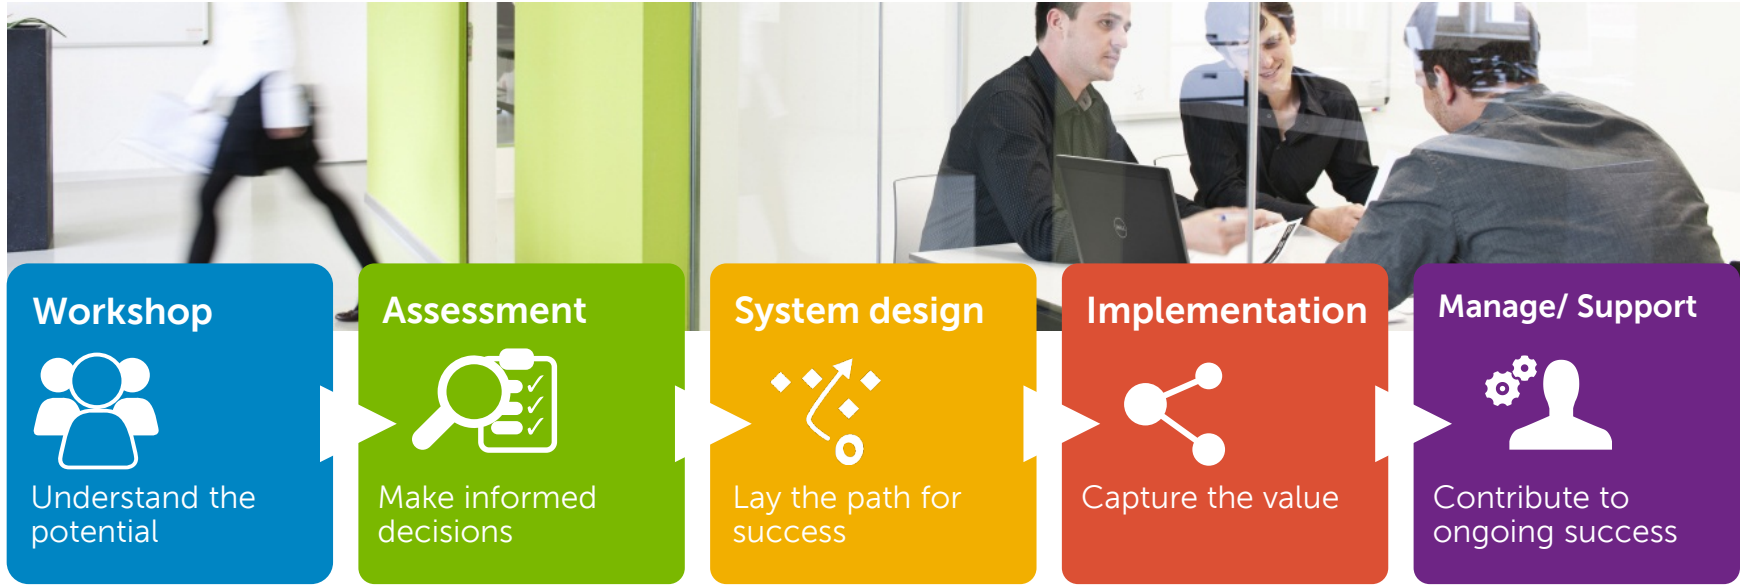 Workshop
Understand the
potential
Assessment
Make informed
decisions
System design
Lay the path for
success
Implementation
Capture the value
Manage/ Support
Contribute to
ongoing success
DELL